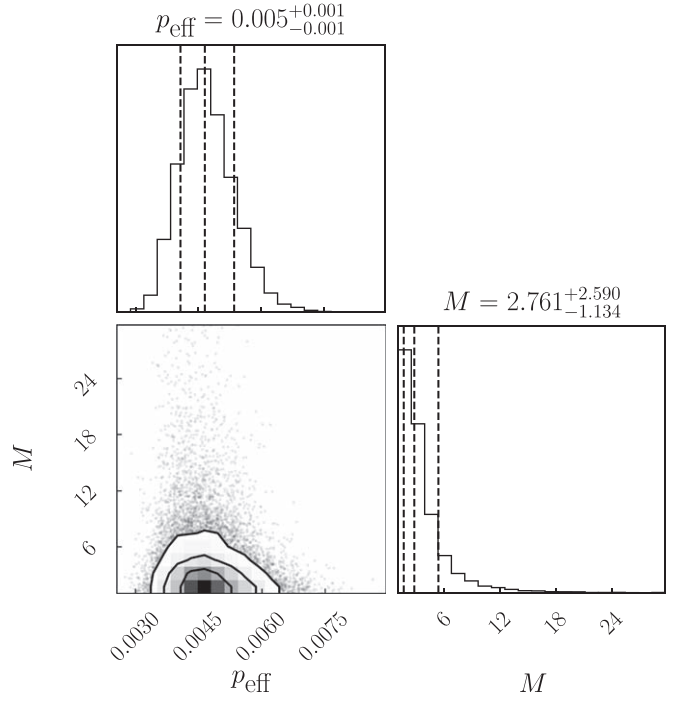 p_eff = 0.005^{+0.001}_{-0.001}
M = 2.761^{+2.590}_{-1.134}
24
18
12
6
M
0.0030 0.0045 0.0060 0.0075
p_eff
6 12 18 24
M